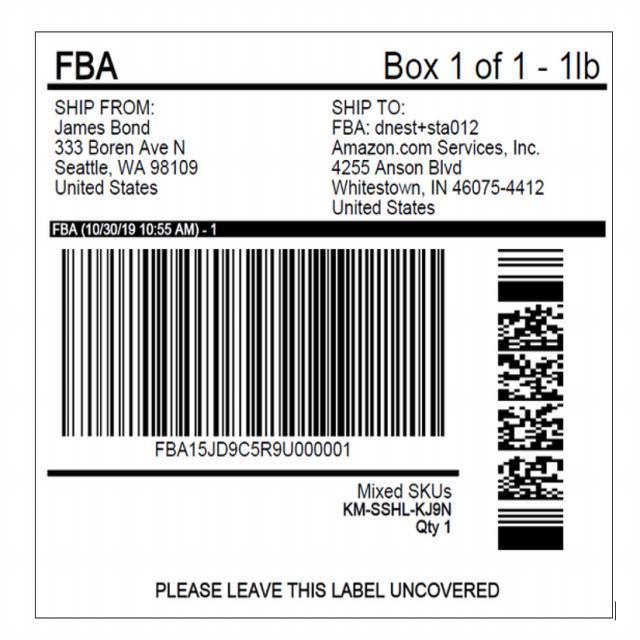 FBA
Box 1 of 1 - 1lb
SHIP FROM:
James Bond
333 Boren Ave N
Seattle, WA 98109
United States
SHIP TO:
FBA: dnest+sta012
Amazon.com Services, Inc.
4255 Anson Blvd
Whitestown, IN 46075-4412
United States
FBA (10/30/19 10:55 AM) - 1
FBA15JD9C5R9U000001
Mixed SKUs
KM-SSHL-KJ9N
Qty 1
PLEASE LEAVE THIS LABEL UNCOVERED